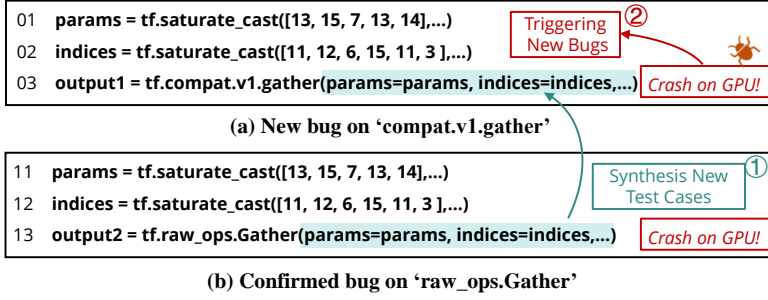 01 params = tf.saturate_cast([13, 15, 7, 13, 14],...)
Triggering ②
New Bugs
02 indices = tf.saturate_cast([11, 12, 6, 15, 11, 3 ],...)
03 output1 = tf.compat.v1.gather(params=params, indices=indices,...) Crash on GPU!
(a) New bug on ‘compat.v1.gather’
11 params = tf.saturate_cast([13, 15, 7, 13, 14],...)
Synthesis New ①
Test Cases
12 indices = tf.saturate_cast([11, 12, 6, 15, 11, 3 ],...)
13 output2 = tf.raw_ops.Gather(params=params, indices=indices,...) Crash on GPU!
(b) Confirmed bug on ‘raw_ops.Gather’